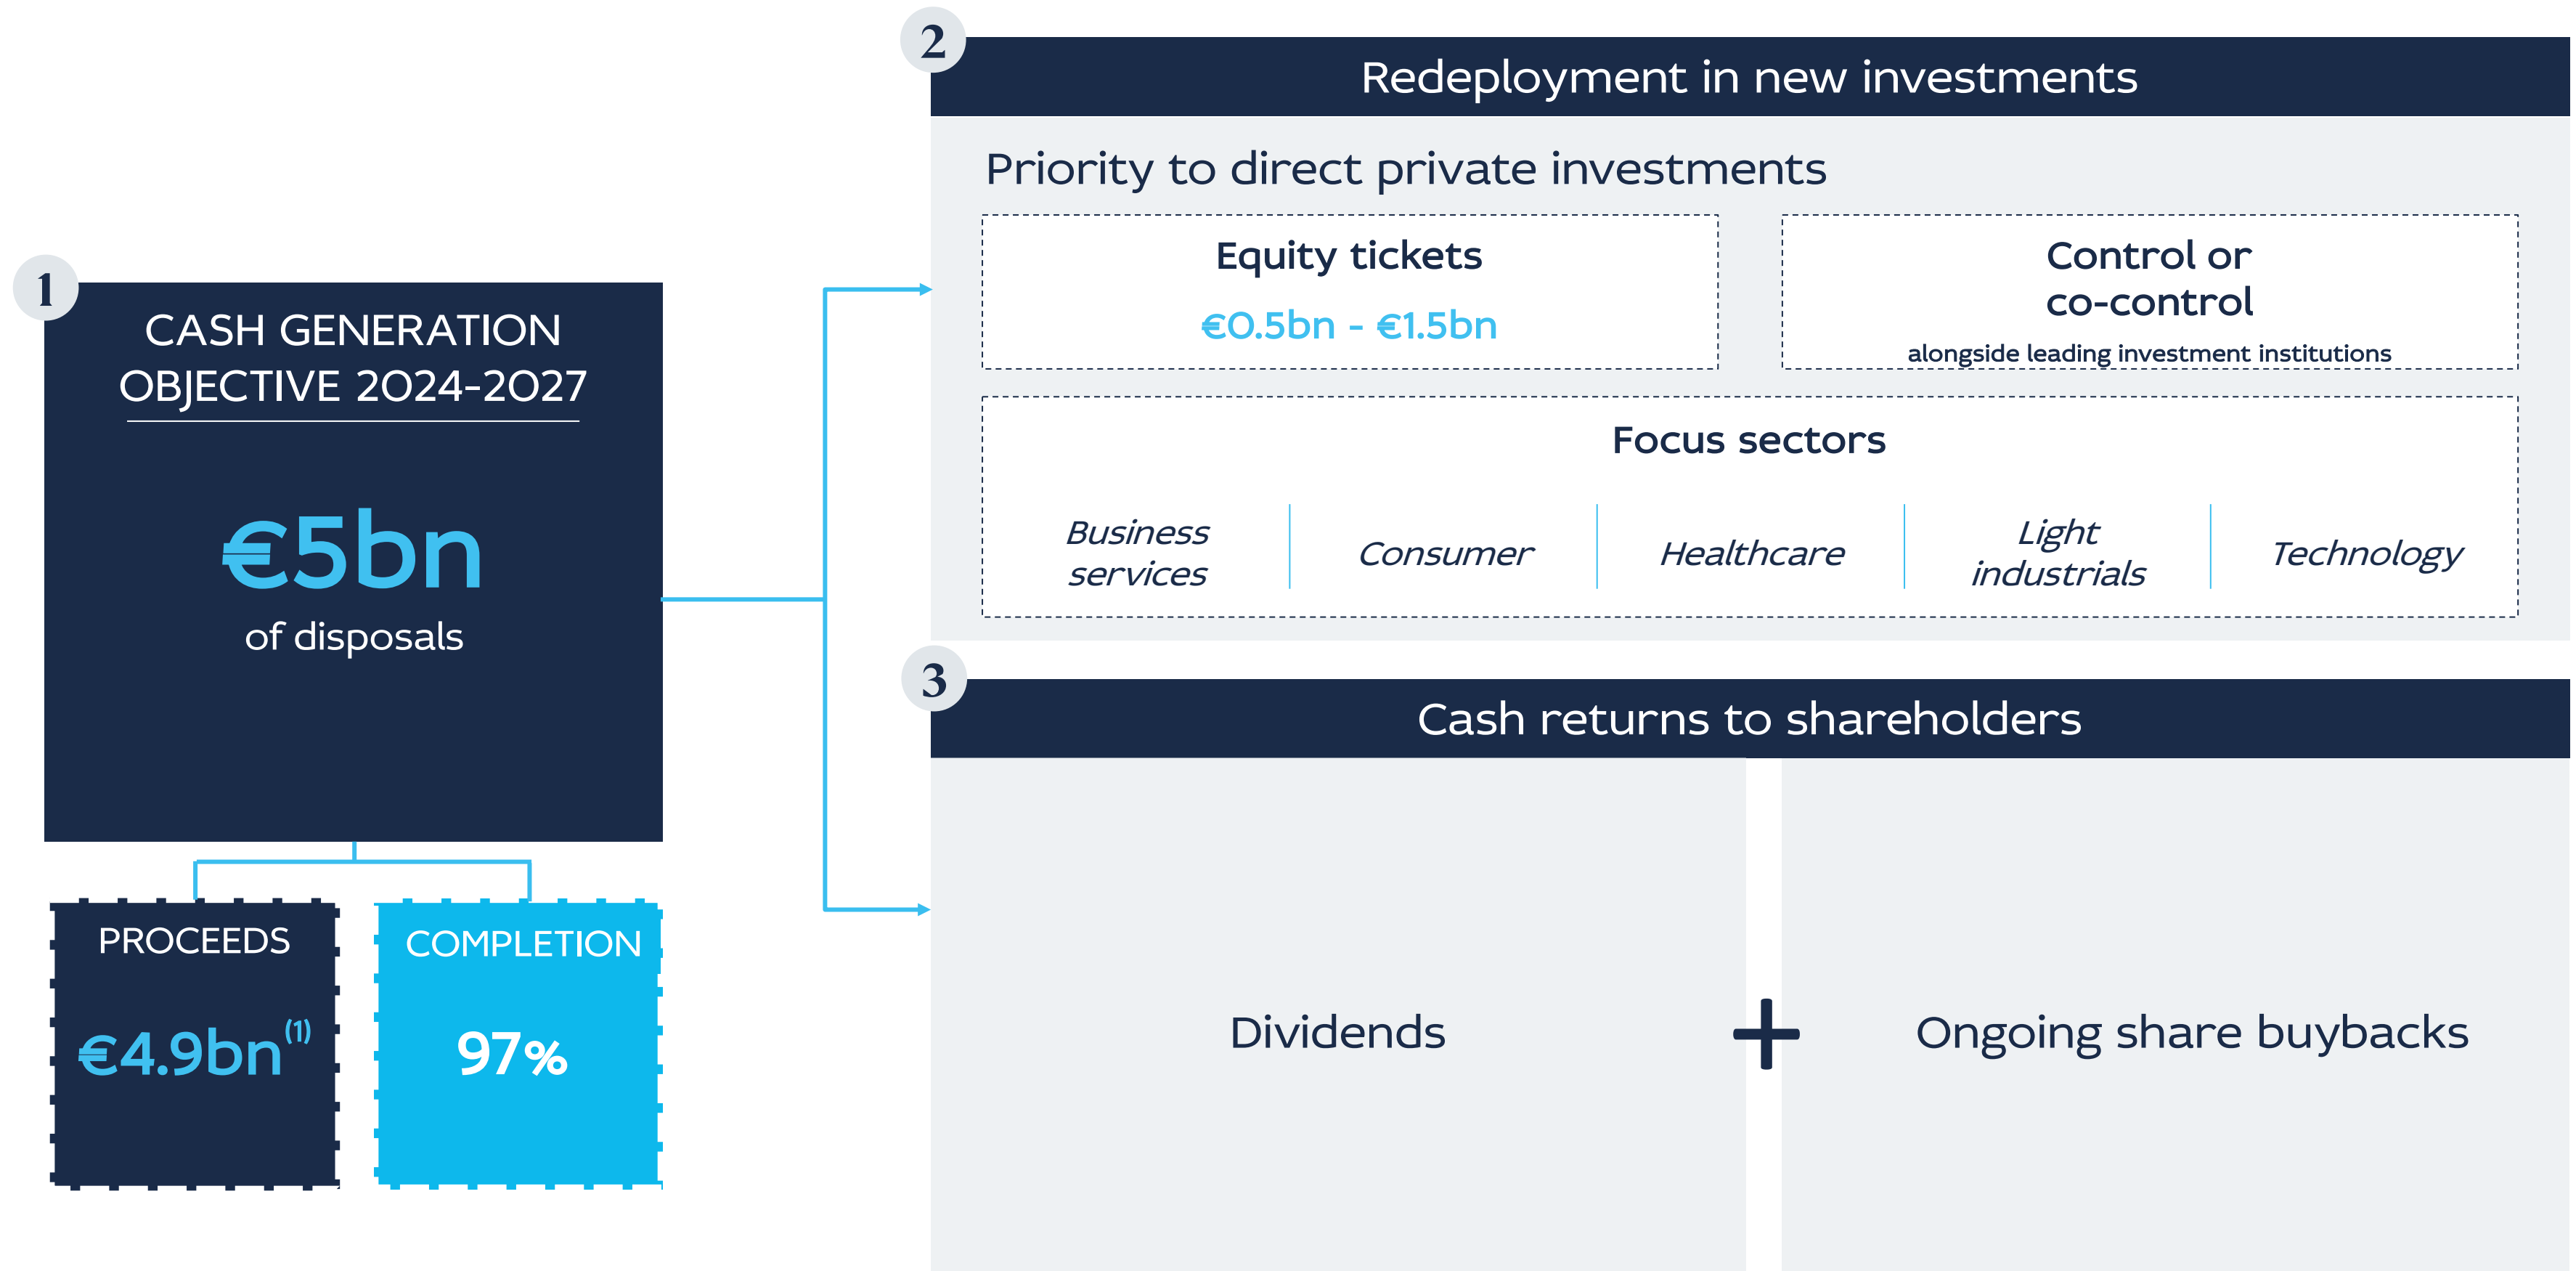 1
CASH GENERATION
OBJECTIVE 2024-2027
€5bn
of disposals
PROCEEDS
€4.9bn(1)
COMPLETION
97%
2
Redeployment in new investments
Priority to direct private investments
Equity tickets
€0.5bn - €1.5bn
Control or
co-control
alongside leading investment institutions
Focus sectors
Business
services
Consumer
Healthcare
Light
industrials
Technology
3
Cash returns to shareholders
Dividends
+
Ongoing share buybacks